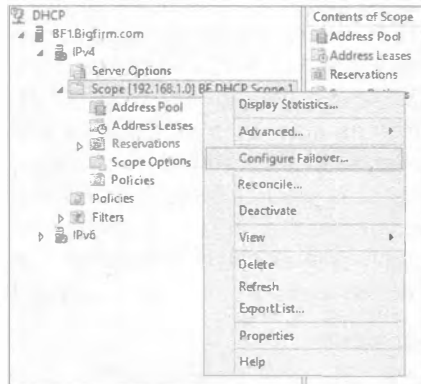 DHCP
BF1.Bigfirm.com
IPv4
Server Options
Scope [192.168.1.0] BF DHCP Scope 1
Address Pool
Address Leases
Reservations
Scope Options
Policies
Policies
Filters
IPv6
Contents of Scope
Address Pool
Address Leases
Reservations
Display Statistics...
Advanced...
Configure Failover...
Reconcile...
Deactivate
View
Delete
Refresh
Export List...
Properties
Help